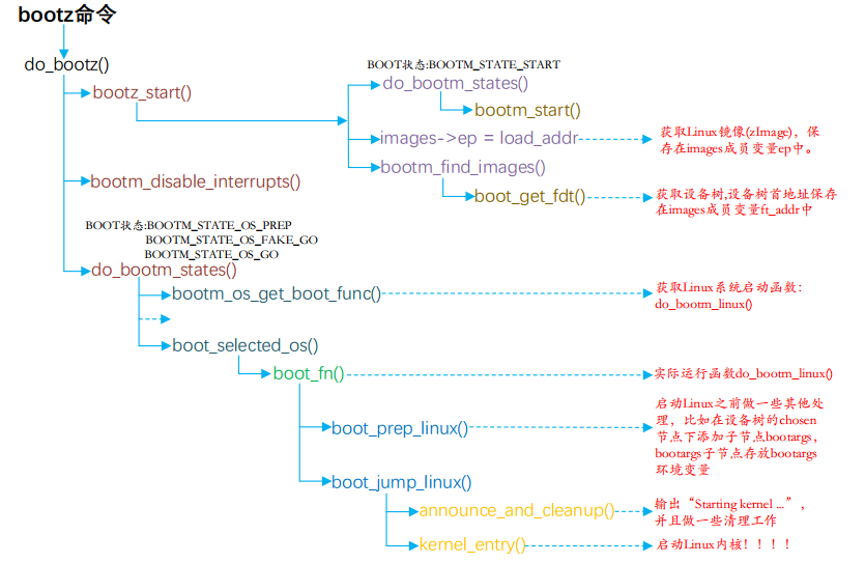 bootz命令
do_bootz()
BOOT状态:BOOTM_STATE_START
do_bootm_states()
bootz_start()
bootm_start()
images->ep = load_addr
获取Linux镜像(zImage)，保
存在images成员变量ep中。
bootm_find_images()
bootm_disable_interrupts()
boot_get_fdt()
获取设备树,设备树首地址保存
在images成员变量ft_addr中
BOOT状态:BOOTM_STATE_OS_PREP
BOOTM_STATE_OS_FAKE_GO
BOOTM_STATE_OS_GO
do_bootm_states()
bootm_os_get_boot_func()
获取Linux系统启动函数：
do_bootm_linux()
boot_selected_os()
boot_fn()
实际运行函数do_bootm_linux()
boot_prep_linux()
启动Linux之前做一些其他处
理，比如在设备树的chosen
节点下添加子节点bootargs，
bootargs子节点存放bootargs
环境变量
boot_jump_linux()
announce_and_cleanup()
输出“Starting kernel ...”，
并且做一些清理工作
kernel_entry()
启动Linux内核！！！！